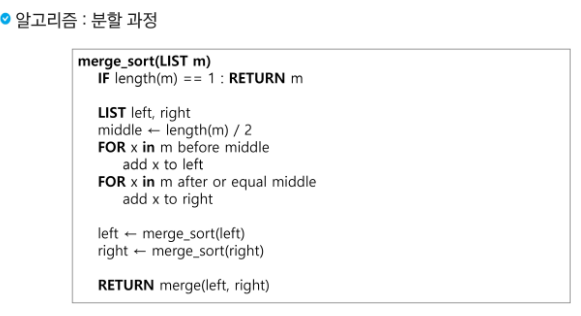 알고리즘 : 분할 과정
merge_sort(LIST m)
IF length(m) == 1 : RETURN m
LIST left, right
middle ← length(m) / 2
FOR x in m before middle
add x to left
FOR x in m after or equal middle
add x to right
left ← merge_sort(left)
right ← merge_sort(right)
RETURN merge(left, right)